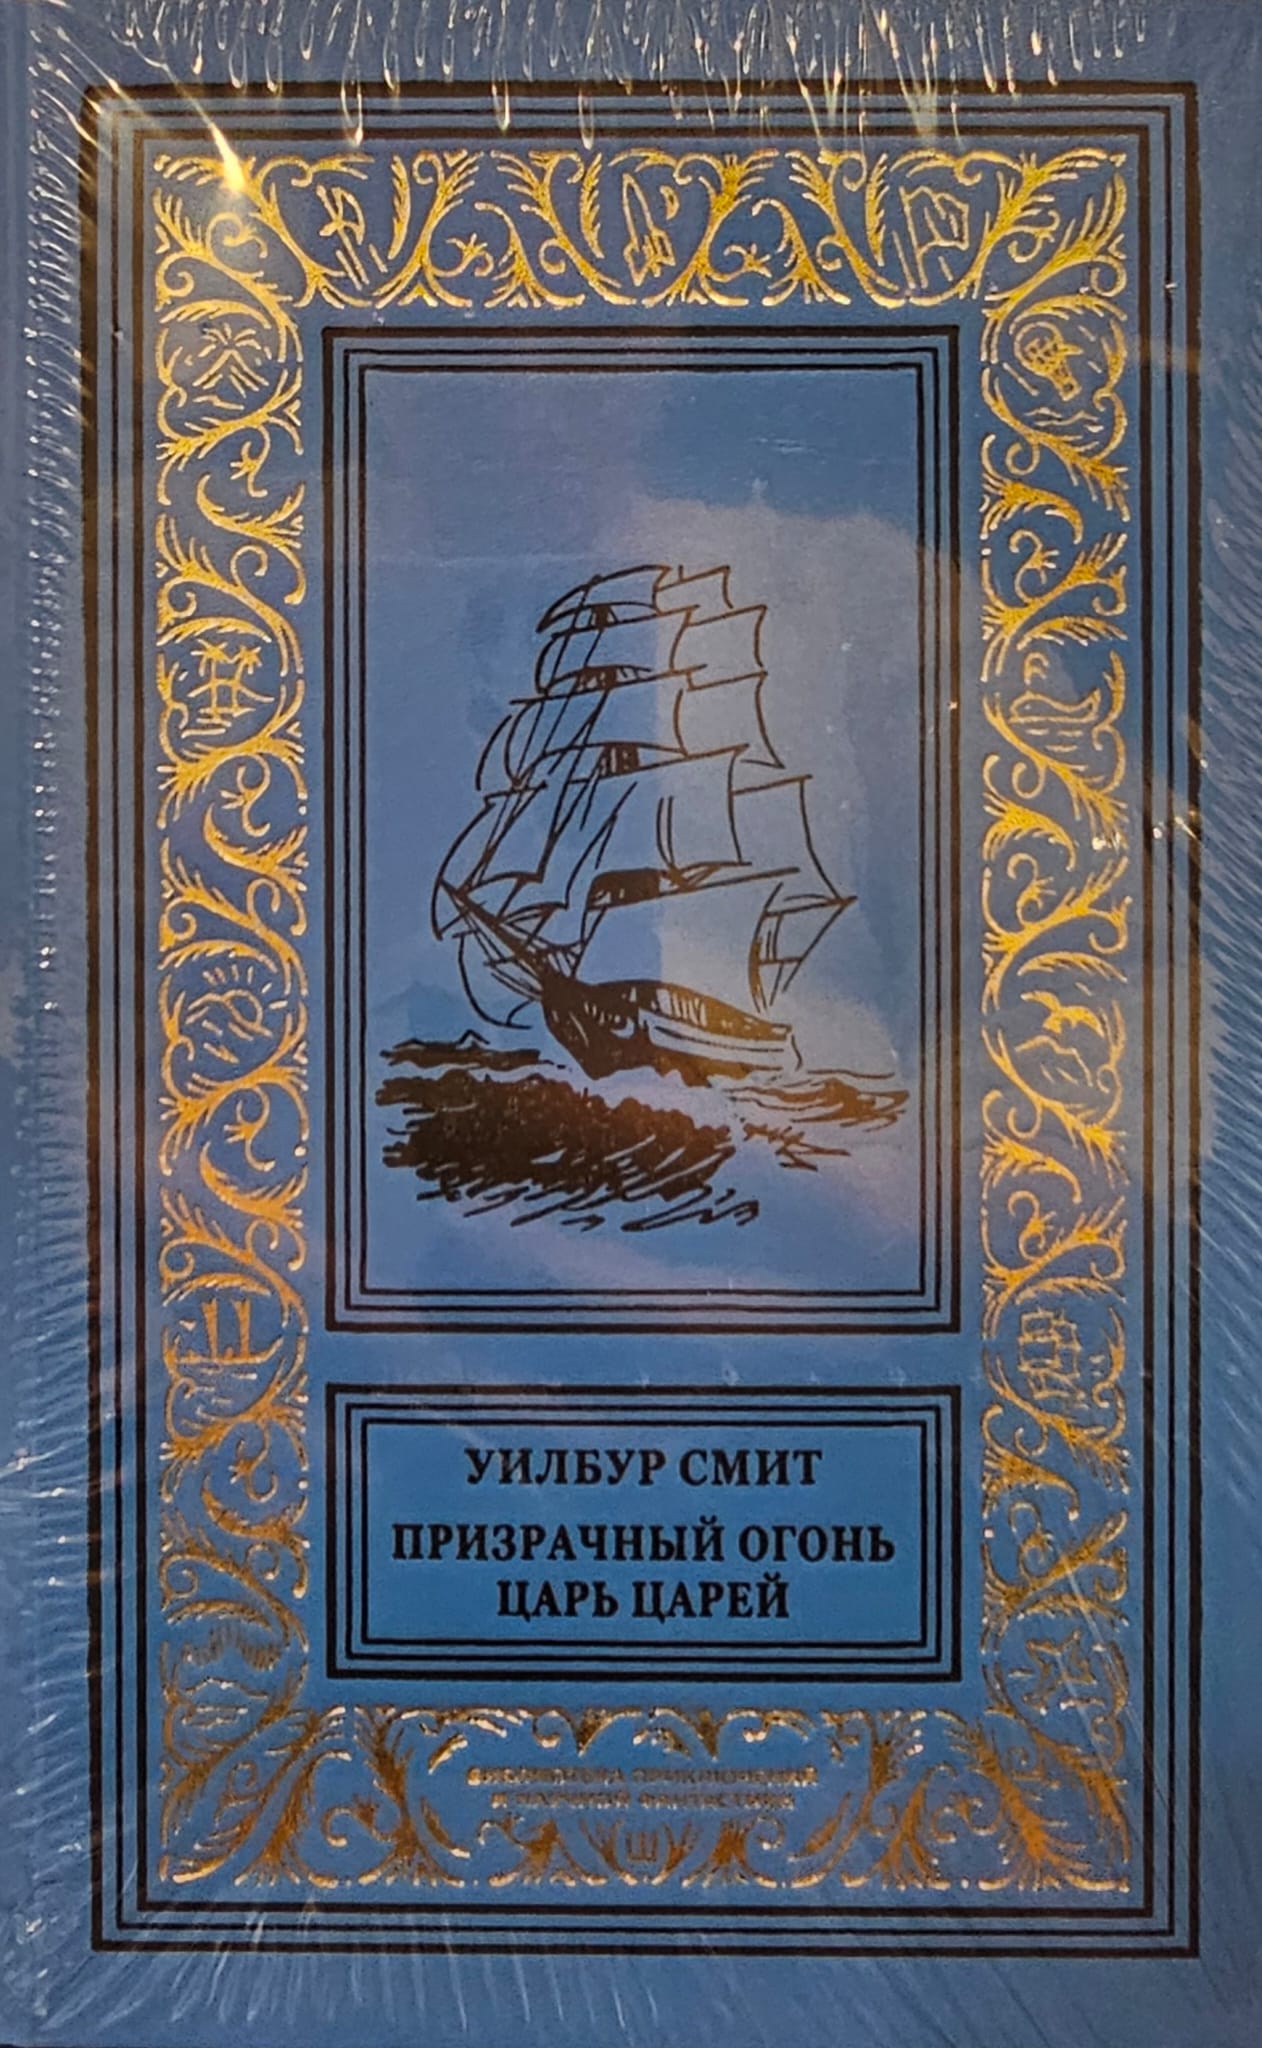 УИЛБУР СМИТ
ПРИЗРАЧНЫЙ ОГОНЬ
ЦАРЬ ЦАРЕЙ
БИБЛИОТЕКА ПРИКЛЮЧЕНИЙ
И НАУЧНОЙ ФАНТАСТИКИ
Ш